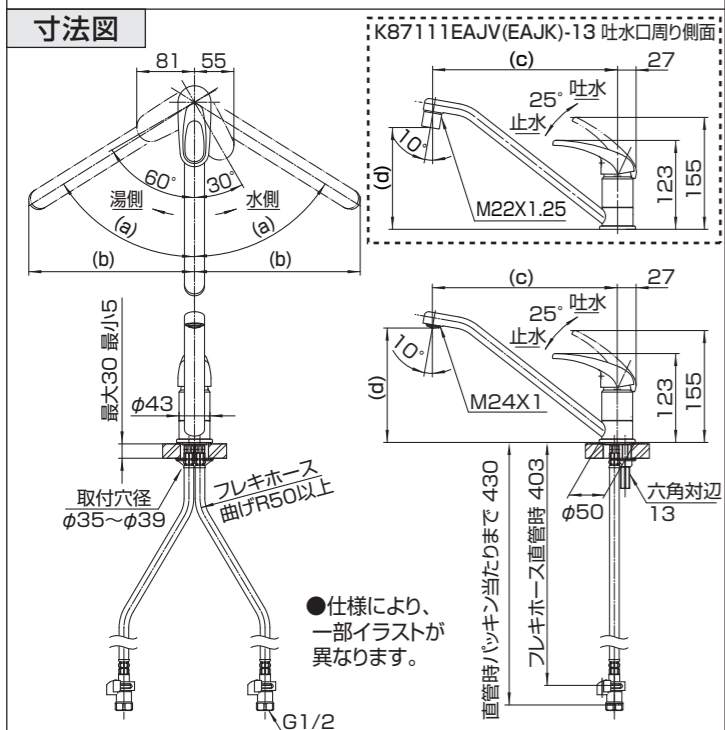 寸法図
K87111EAJV(EAJK)-13 吐水口周り側面
81
55
60°
30°
湯側
水側
(a)
(a)
(b)
(b)
(c)
27
25°
吐水
止水
10°
(d)
M22X1.25
123
155
最大30 最小5
φ43
取付穴径
φ35〜φ39
フレキホース
曲げR50以上
●仕様により、
一部イラストが
異なります。
G1/2
(c)
27
25°
吐水
止水
10°
(d)
M24X1
123
155
φ50
六角対辺
13
直管時パッキン当たりまで 430
フレキホース直管時 403